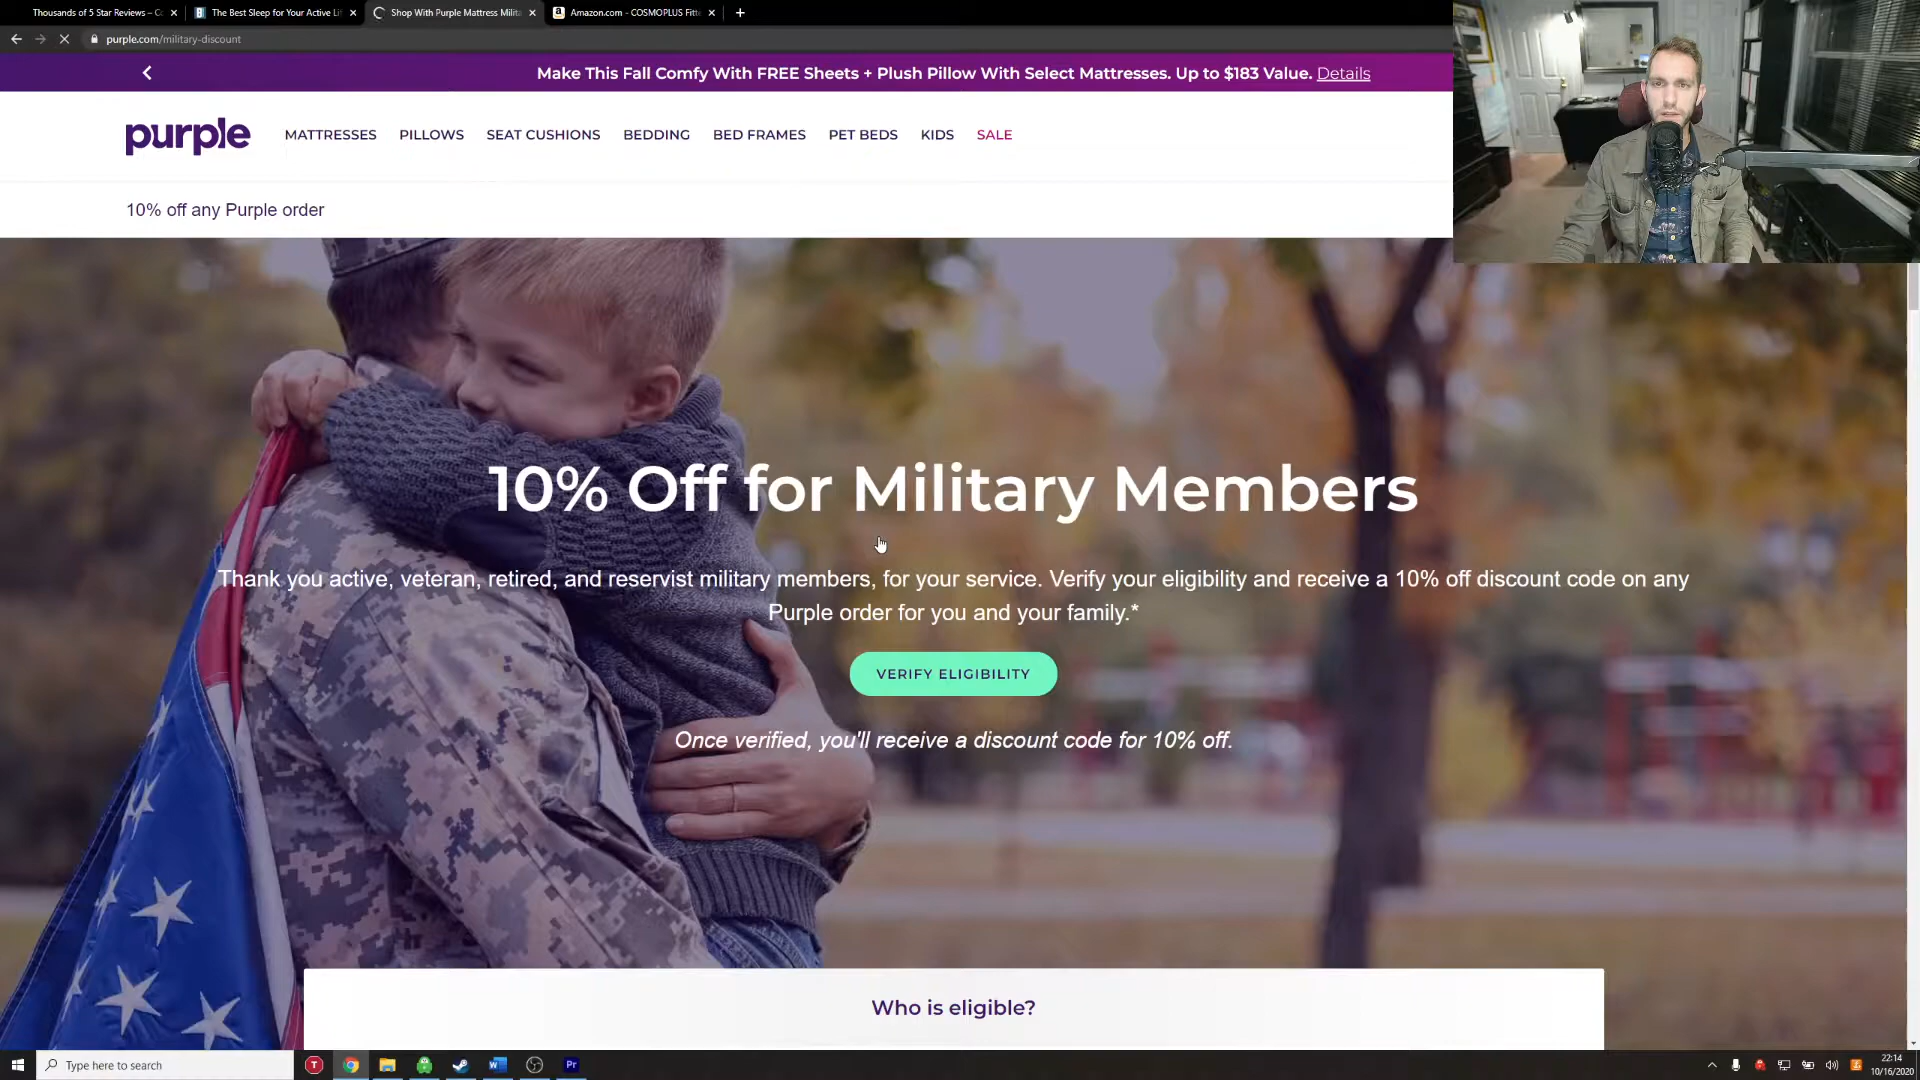 Thousands of 5 Star Reviews – Co
The Best Sleep for Your Active Li
Shop With Purple Mattress Milita
Amazon.com - COSMOPLUS Fitte
purple.com/military-discount
Make This Fall Comfy With FREE Sheets + Plush Pillow With Select Mattresses. Up to $183 Value. Details
purple
MATTRESSES PILLOWS SEAT CUSHIONS BEDDING BED FRAMES PET BEDS KIDS SALE
10% off any Purple order
10% Off for Military Members
Thank you active, veteran, retired, and reservist military members, for your service. Verify your eligibility and receive a 10% off discount code on any
Purple order for you and your family.*
VERIFY ELIGIBILITY
Once verified, you'll receive a discount code for 10% off.
Who is eligible?
Type here to search
22:14
10/16/2020